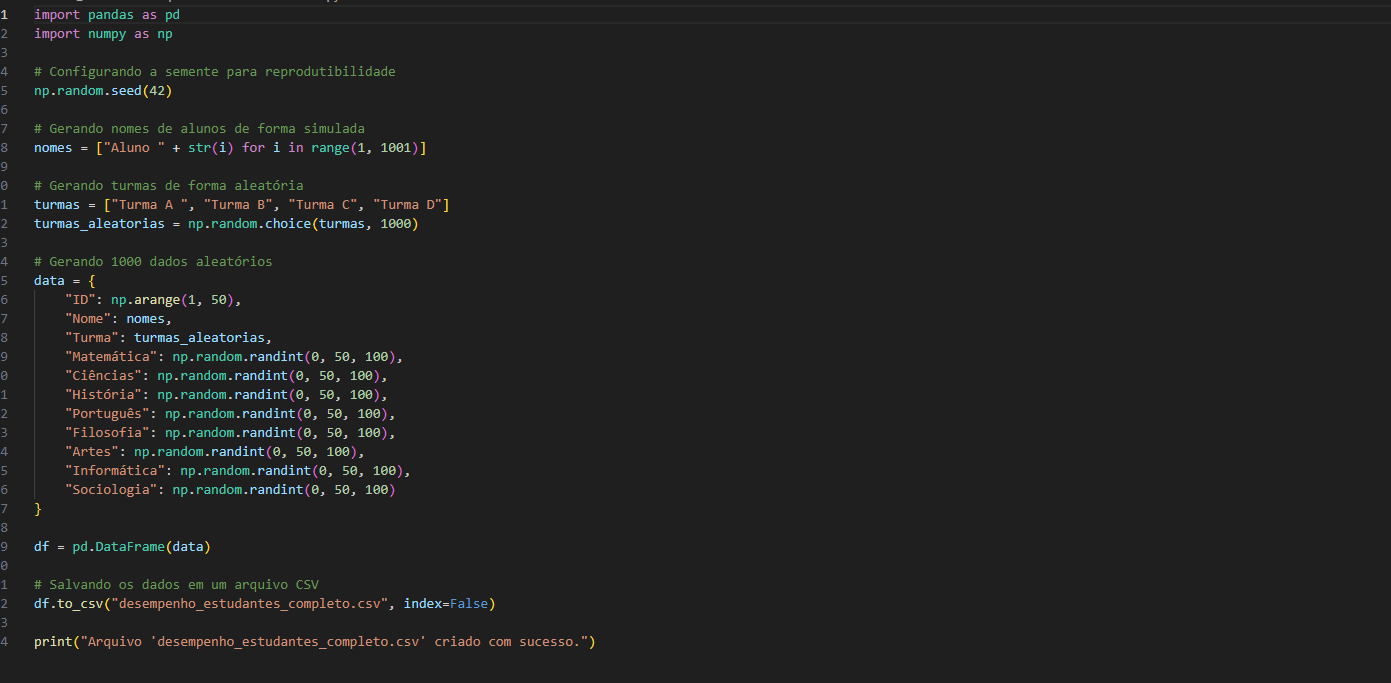 1 import pandas as pd
2 import numpy as np
3
4 # Configurando a semente para reprodutibilidade
5 np.random.seed(42)
6
7 # Gerando nomes de alunos de forma simulada
8 nomes = ["Aluno " + str(i) for i in range(1, 1001)]
9
0 # Gerando turmas de forma aleatória
1 turmas = ["Turma A ", "Turma B", "Turma C", "Turma D"]
2 turmas_aleatorias = np.random.choice(turmas, 1000)
3
4 # Gerando 1000 dados aleatórios
5 data = {
6     "ID": np.arange(1, 50),
7     "Nome": nomes,
8     "Turma": turmas_aleatorias,
9     "Matemática": np.random.randint(0, 50, 100),
0     "Ciências": np.random.randint(0, 50, 100),
1     "História": np.random.randint(0, 50, 100),
2     "Português": np.random.randint(0, 50, 100),
3     "Filosofia": np.random.randint(0, 50, 100),
4     "Artes": np.random.randint(0, 50, 100),
5     "Informática": np.random.randint(0, 50, 100),
6     "Sociologia": np.random.randint(0, 50, 100)
7 }
8
9 df = pd.DataFrame(data)
0
1 # Salvando os dados em um arquivo CSV
2 df.to_csv("desempenho_estudantes_completo.csv", index=False)
3
4 print("Arquivo 'desempenho_estudantes_completo.csv' criado com sucesso.")